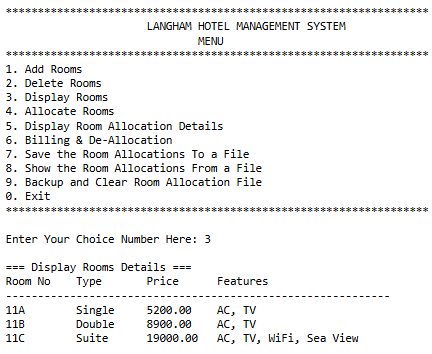 *******************************************************************
LANGHAM HOTEL MANAGEMENT SYSTEM
MENU
*******************************************************************
1. Add Rooms
2. Delete Rooms
3. Display Rooms
4. Allocate Rooms
5. Display Room Allocation Details
6. Billing & De-Allocation
7. Save the Room Allocations To a File
8. Show the Room Allocations From a File
9. Backup and Clear Room Allocation File
0. Exit
*******************************************************************
Enter Your Choice Number Here: 3
=== Display Rooms Details ===
Room No    Type    Price    Features
------------------------------------------------------------
11A    Single    5200.00    AC, TV
11B    Double    8900.00    AC, TV
11C    Suite    19000.00    AC, TV, WiFi, Sea View